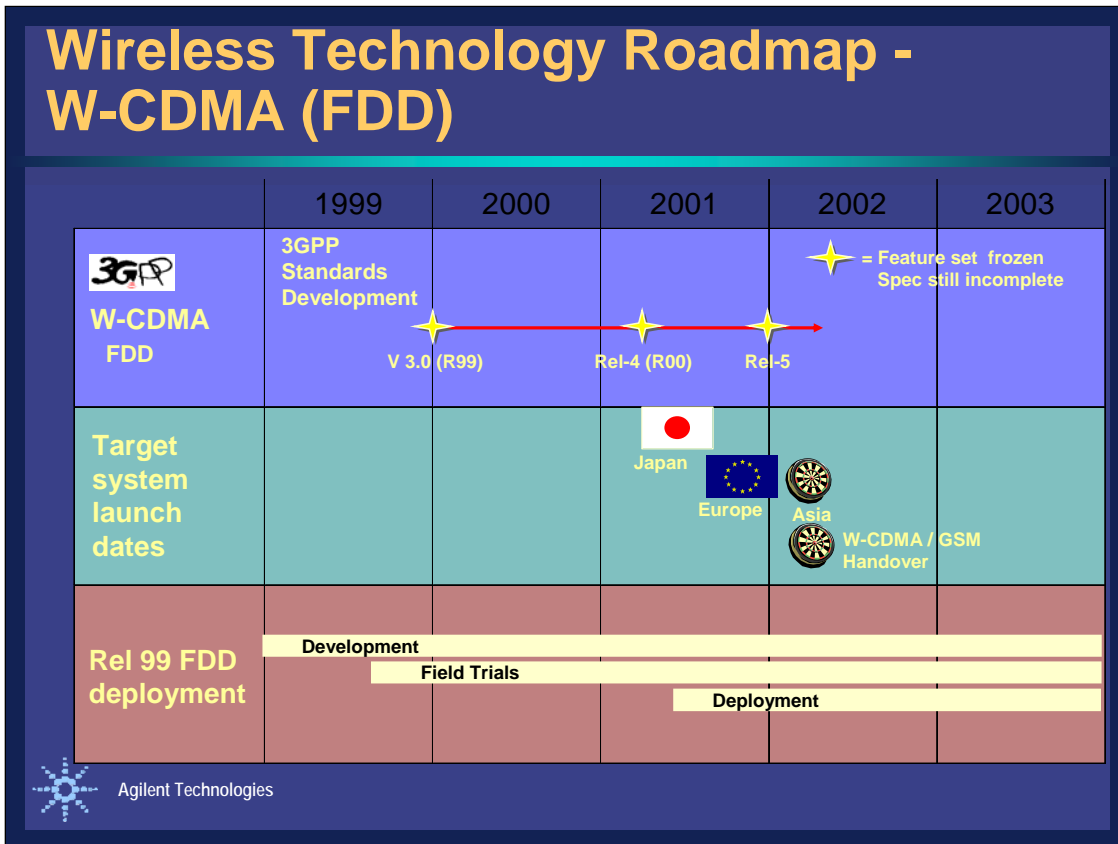 Wireless Technology Roadmap -
W-CDMA (FDD)
1999 2000 2001 2002 2003
3GPP
W-CDMA
FDD
3GPP
Standards
Development
= Feature set frozen
Spec still incomplete
V 3.0 (R99) Rel-4 (R00) Rel-5
Target
system
launch
dates
Japan
Europe
Asia
W-CDMA / GSM
Handover
Rel 99 FDD
deployment
Development
Field Trials
Deployment
Agilent Technologies